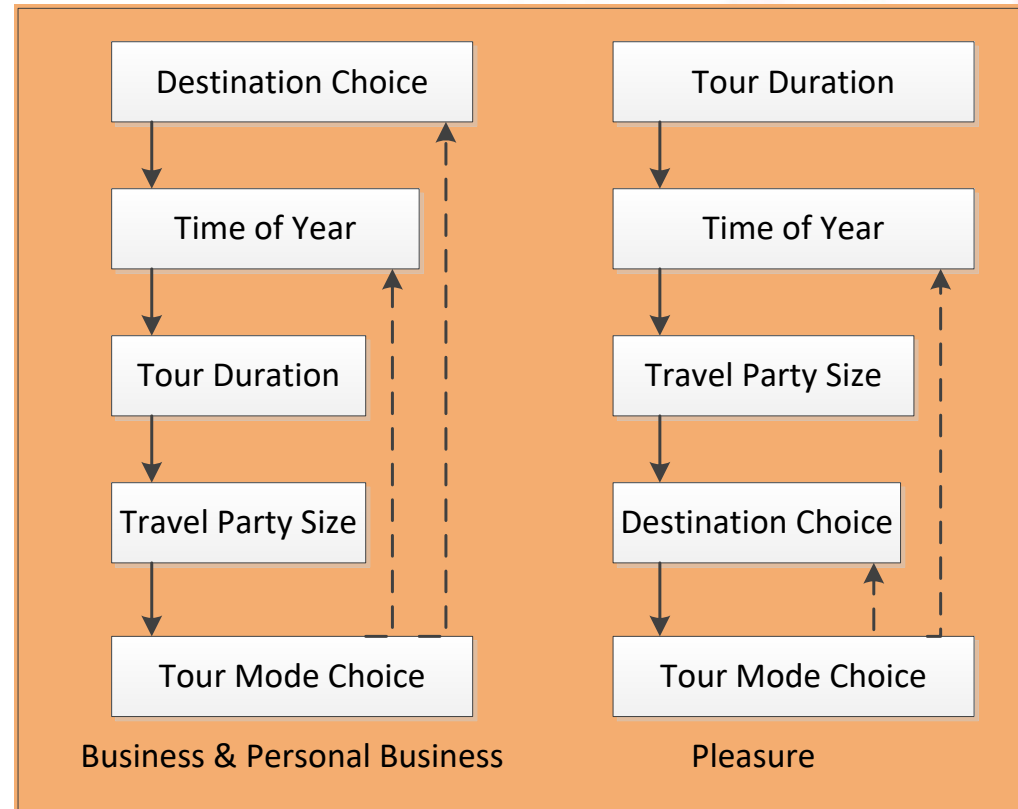 Destination Choice
Time of Year
Tour Duration
Travel Party Size
Tour Mode Choice
Business & Personal Business
Tour Duration
Time of Year
Travel Party Size
Destination Choice
Tour Mode Choice
Pleasure